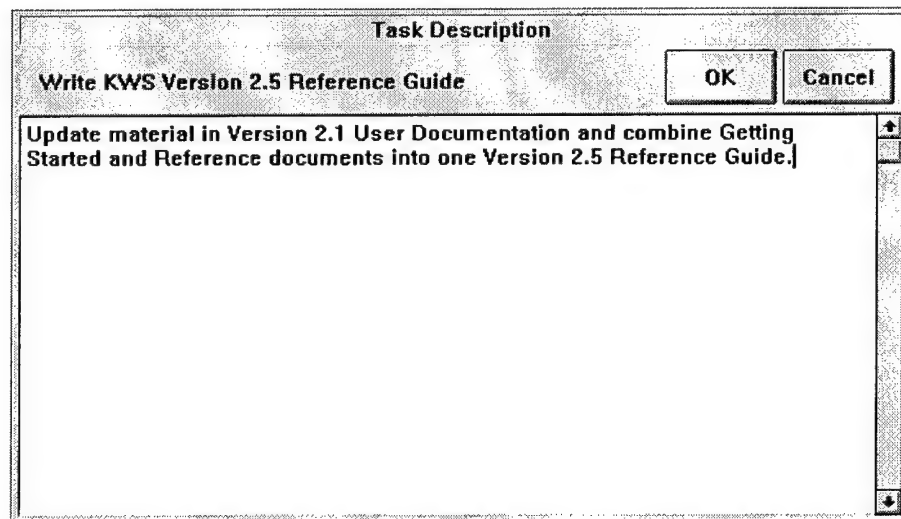 Task Description
Write KWS Version 2.5 Reference Guide
OK
Cancel
Update material in Version 2.1 User Documentation and combine Getting
Started and Reference documents into one Version 2.5 Reference Guide.